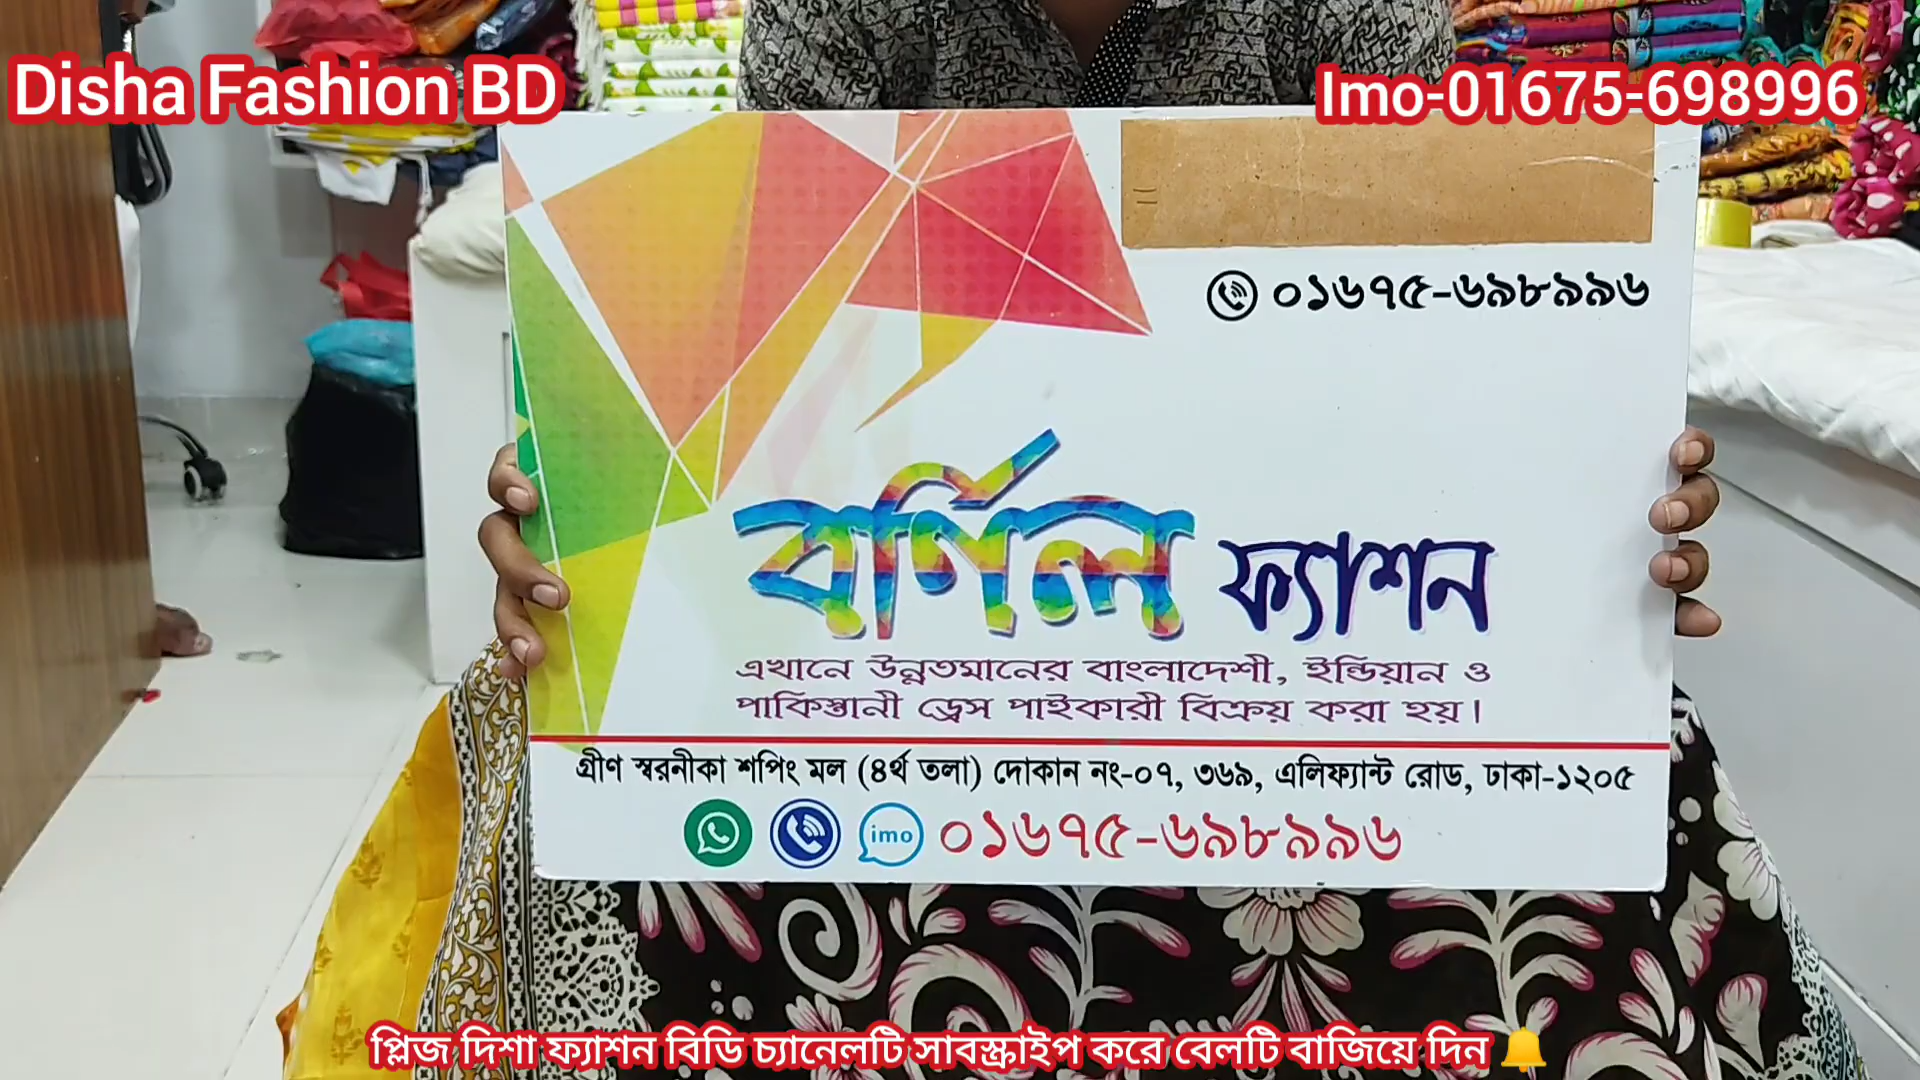 Disha Fashion BD
Imo-01675-698996
০১৬৭৫-৬৯৮৯৯৬
বর্ণিল ফ্যাশন
এখানে উন্নতমানের বাংলাদেশী, ইন্ডিয়ান ও
পাকিস্তানী ড্রেস পাইকারী বিক্রয় করা হয়।
গ্রীণ স্বরনীকা শপিং মল (৪র্থ তলা) দোকান নং-০৭, ৩৬৯, এলিফ্যান্ট রোড, ঢাকা-১২০৫
imo ০১৬৭৫-৬৯৮৯৯৬
প্লিজ দিশা ফ্যাশন বিডি চ্যানেলটি সাবস্ক্রাইপ করে বেলটি বাজিয়ে দিন 🔔